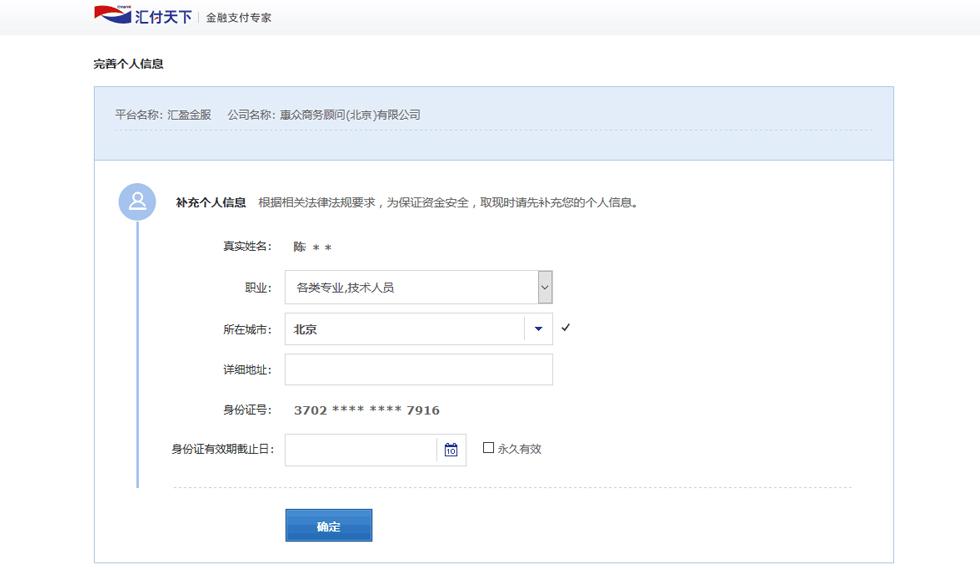 汇付天下 金融支付专家
完善个人信息
平台名称：汇盈金服 公司名称：惠众商务顾问(北京)有限公司
补充个人信息 根据相关法律法规要求，为保证资金安全，取现时请先补充您的个人信息。
真实姓名： 陈 * *
职业： 各类专业,技术人员
所在城市： 北京
详细地址：
身份证号： 3702 **** **** 7916
身份证有效期截止日： 10 永久有效
确定